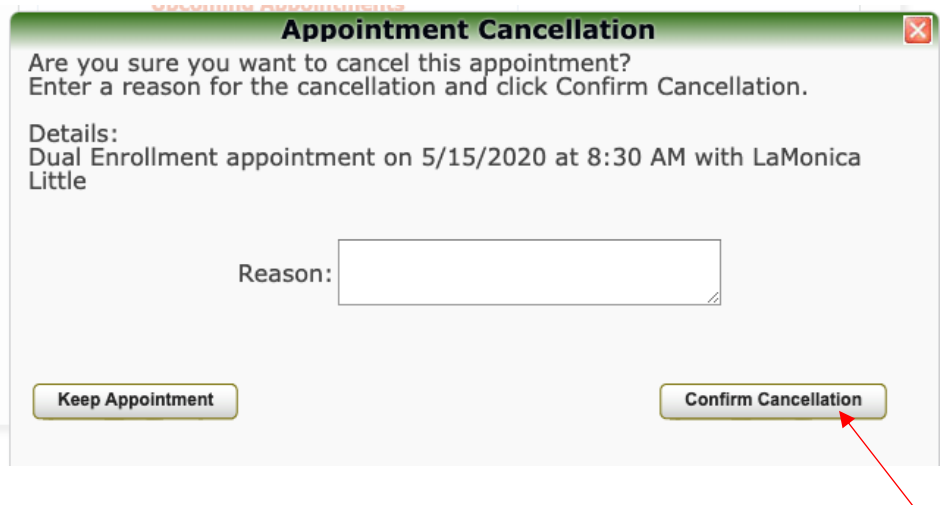 Upcoming Appointments
Appointment Cancellation
Are you sure you want to cancel this appointment?
Enter a reason for the cancellation and click Confirm Cancellation.
Details:
Dual Enrollment appointment on 5/15/2020 at 8:30 AM with LaMonica
Little
Reason:
Keep Appointment
Confirm Cancellation